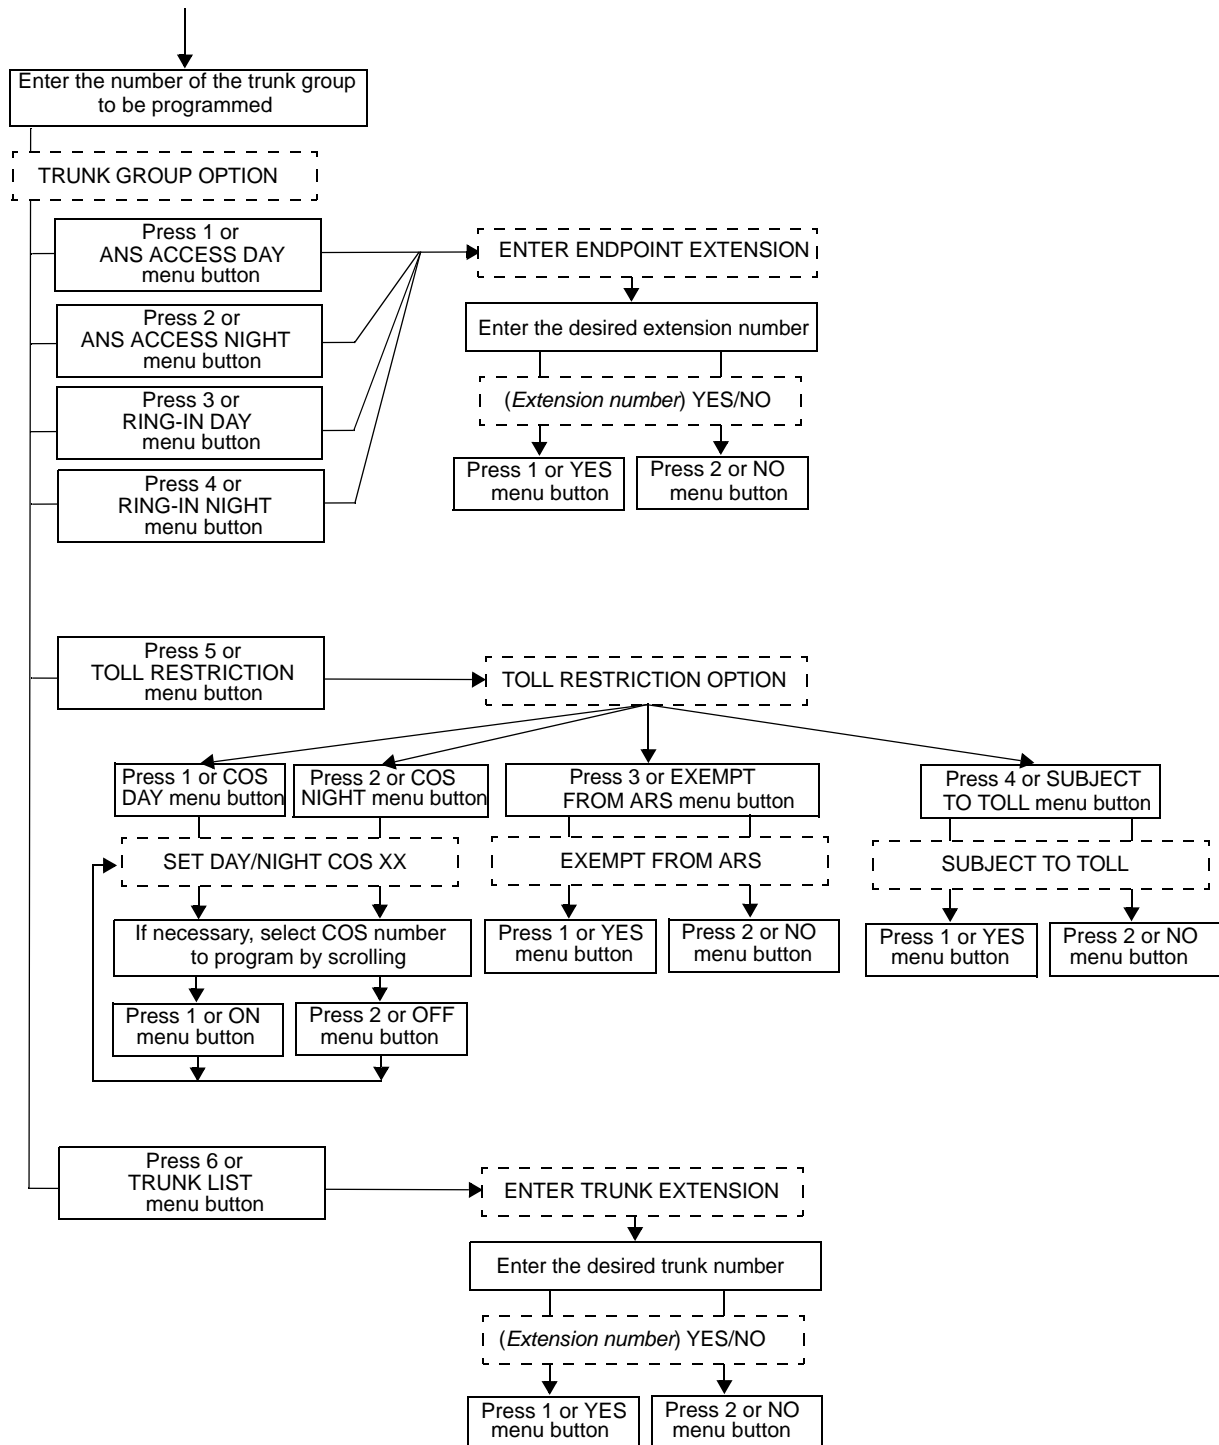 Enter the number of the trunk group
to be programmed
TRUNK GROUP OPTION
Press 1 or
ANS ACCESS DAY
menu button
ENTER ENDPOINT EXTENSION
Press 2 or
ANS ACCESS NIGHT
menu button
Enter the desired extension number
Press 3 or
RING-IN DAY
menu button
(Extension number) YES/NO
Press 4 or
RING-IN NIGHT
menu button
Press 1 or YES
menu button
Press 2 or NO
menu button
Press 5 or
TOLL RESTRICTION
menu button
TOLL RESTRICTION OPTION
Press 1 or COS
DAY menu button
Press 2 or COS
NIGHT menu button
Press 3 or EXEMPT
FROM ARS menu button
Press 4 or SUBJECT
TO TOLL menu button
SET DAY/NIGHT COS XX
EXEMPT FROM ARS
SUBJECT TO TOLL
If necessary, select COS number
to program by scrolling
Press 1 or YES
menu button
Press 2 or NO
menu button
Press 1 or YES
menu button
Press 2 or NO
menu button
Press 1 or ON
menu button
Press 2 or OFF
menu button
Press 6 or
TRUNK LIST
menu button
ENTER TRUNK EXTENSION
Enter the desired trunk number
(Extension number) YES/NO
Press 1 or YES
menu button
Press 2 or NO
menu button